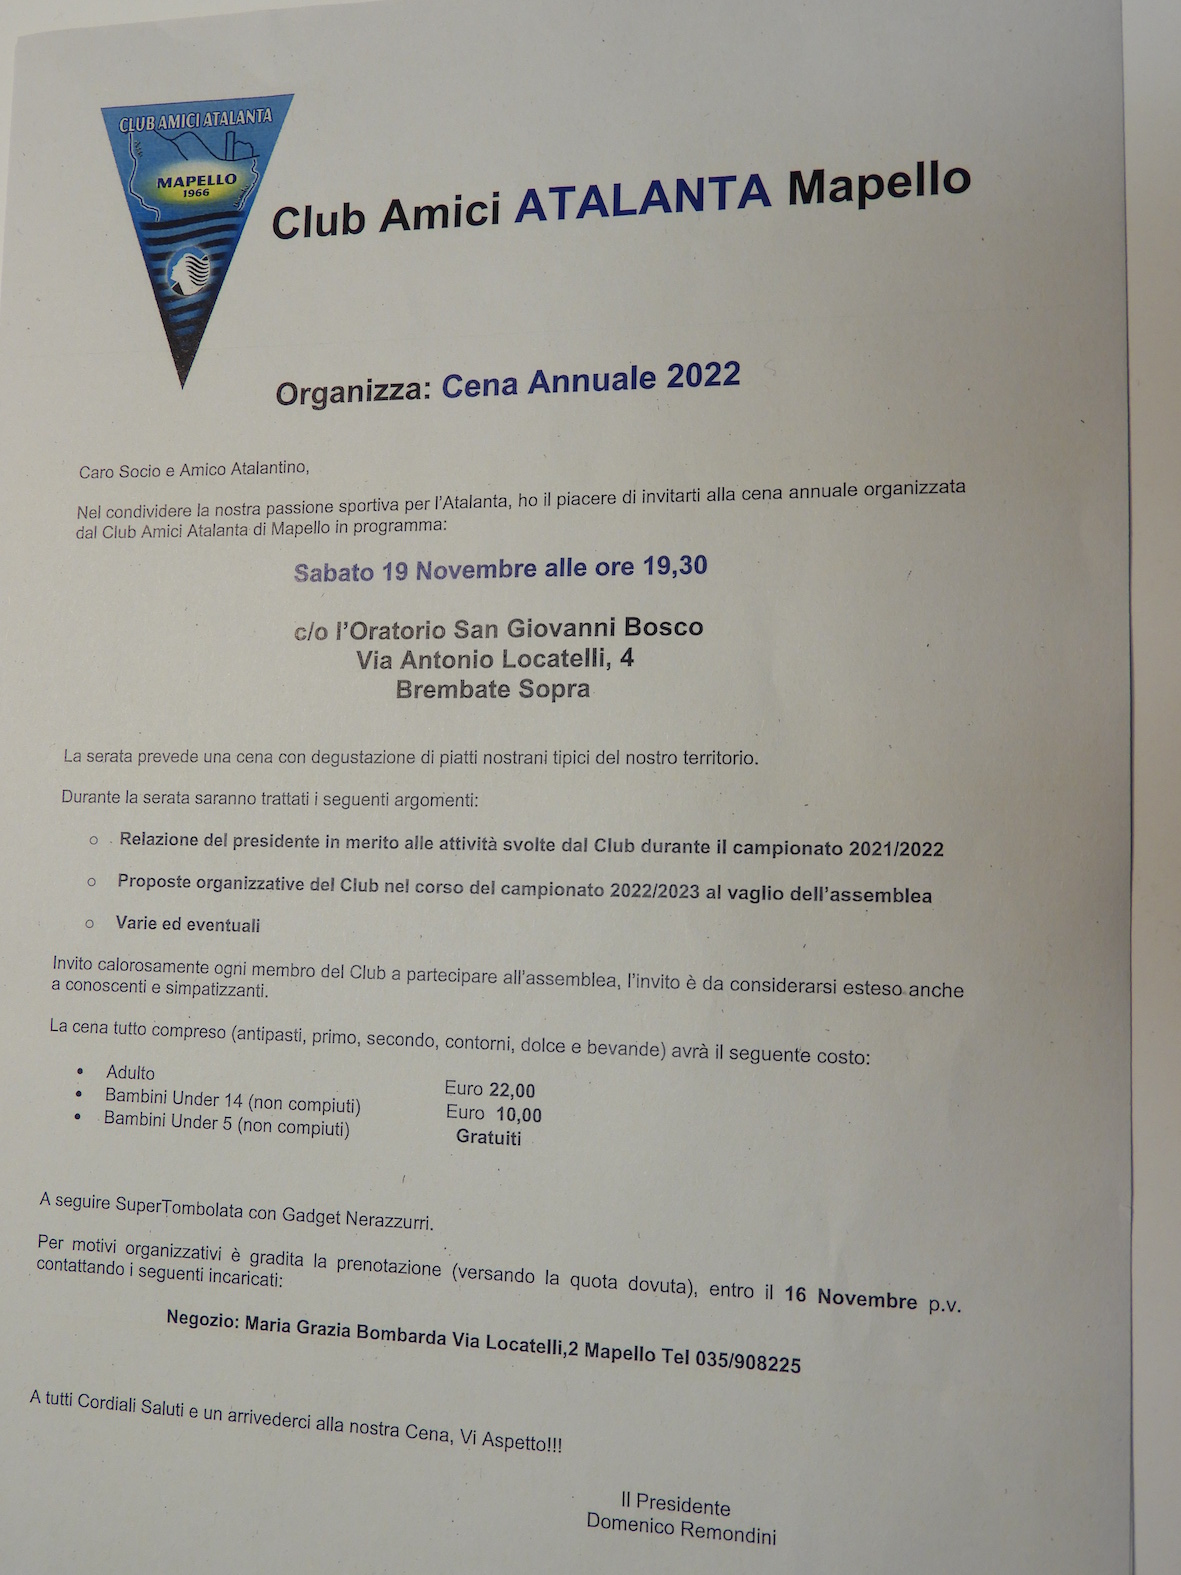 CLUB AMICI ATALANTA
MAPELLO
1966
Club Amici ATALANTA Mapello
Organizza: Cena Annuale 2022
Caro Socio e Amico Atalantino,
Nel condividere la nostra passione sportiva per l'Atalanta, ho il piacere di invitarti alla cena annuale organizzata
dal Club Amici Atalanta di Mapello in programma:
Sabato 19 Novembre alle ore 19,30
c/o l'Oratorio San Giovanni Bosco
Via Antonio Locatelli, 4
Brembate Sopra
La serata prevede una cena con degustazione di piatti nostrani tipici del nostro territorio.
Durante la serata saranno trattati i seguenti argomenti:
o Relazione del presidente in merito alle attività svolte dal Club durante il campionato 2021/2022
o Proposte organizzative del Club nel corso del campionato 2022/2023 al vaglio dell'assemblea
o Varie ed eventuali
Invito calorosamente ogni membro del Club a partecipare all'assemblea, l'invito è da considerarsi esteso anche
a conoscenti e simpatizzanti.
La cena tutto compreso (antipasti, primo, secondo, contorni, dolce e bevande) avrà il seguente costo:
• Adulto Euro 22,00
• Bambini Under 14 (non compiuti) Euro 10,00
• Bambini Under 5 (non compiuti) Gratuiti
A seguire SuperTombolata con Gadget Nerazzurri.
Per motivi organizzativi è gradita la prenotazione (versando la quota dovuta), entro il 16 Novembre p.v.
contattando i seguenti incaricati:
Negozio: Maria Grazia Bombarda Via Locatelli,2 Mapello Tel 035/908225
A tutti Cordiali Saluti e un arrivederci alla nostra Cena, Vi Aspetto!!!
Il Presidente
Domenico Remondini